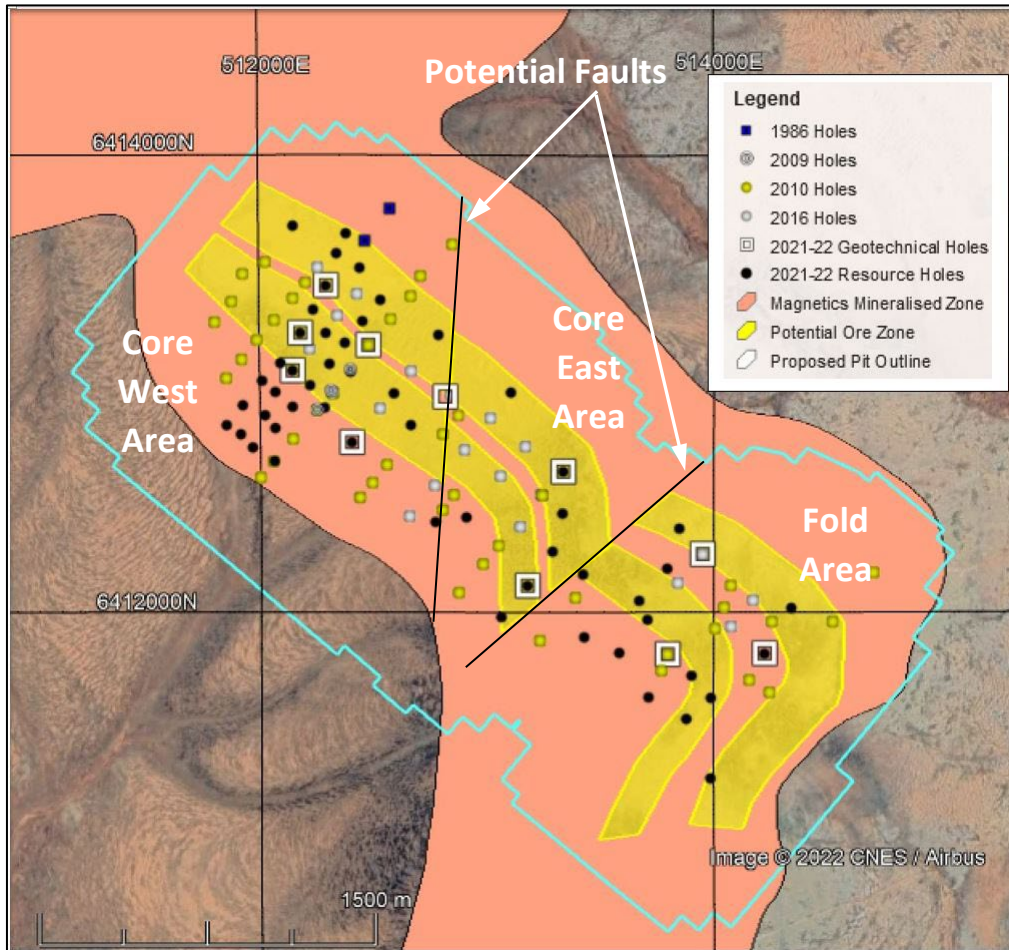 512000E
514000E
Potential Faults
6414000N
Legend
1986 Holes
2009 Holes
2010 Holes
2016 Holes
2021-22 Geotechnical Holes
2021-22 Resource Holes
Magnetics Mineralised Zone
Potential Ore Zone
Proposed Pit Outline
Core
West
Area
Core
East
Area
Fold
Area
6412000N
Image © 2022 CNES / Airbus
1500 m